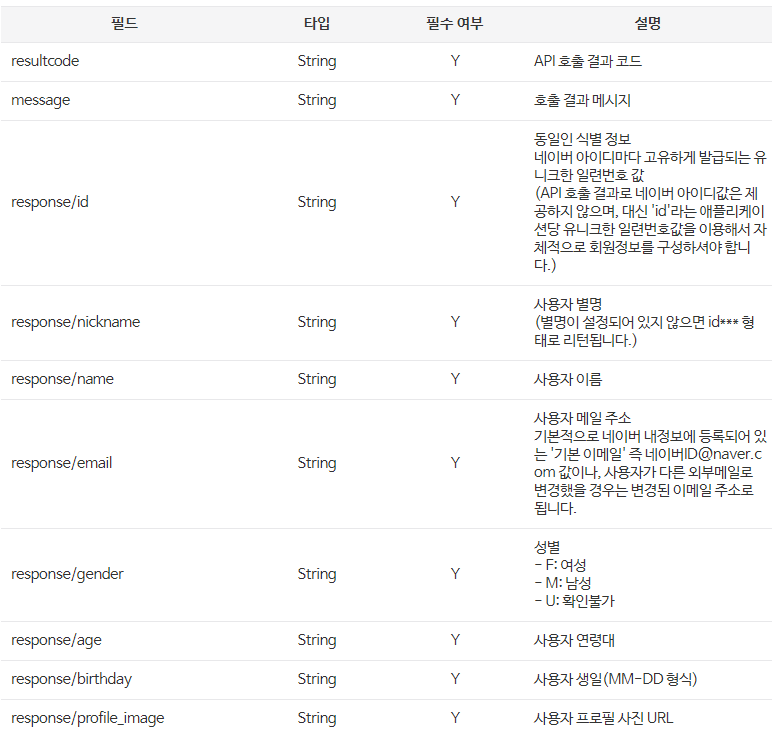 필드 타입 필수 여부 설명
resultcode String Y API 호출 결과 코드
message String Y 호출 결과 메시지
response/id String Y 동일인 식별 정보
네이버 아이디마다 고유하게 발급되는 유
니크한 일련번호 값
(API 호출 결과로 네이버 아이디값은 제
공하지 않으며, 대신 'id'라는 애플리케이
션당 유니크한 일련번호값을 이용해서 자
체적으로 회원정보를 구성하셔야 합니
다.)
response/nickname String Y 사용자 별명
(별명이 설정되어 있지 않으면 id*** 형
태로 리턴됩니다.)
response/name String Y 사용자 이름
response/email String Y 사용자 메일 주소
기본적으로 네이버 내정보에 등록되어 있
는 '기본 이메일' 즉 네이버ID@naver.c
om 값이나, 사용자가 다른 외부메일로
변경했을 경우는 변경된 이메일 주소로
됩니다.
response/gender String Y 성별
- F: 여성
- M: 남성
- U: 확인불가
response/age String Y 사용자 연령대
response/birthday String Y 사용자 생일(MM-DD 형식)
response/profile_image String Y 사용자 프로필 사진 URL